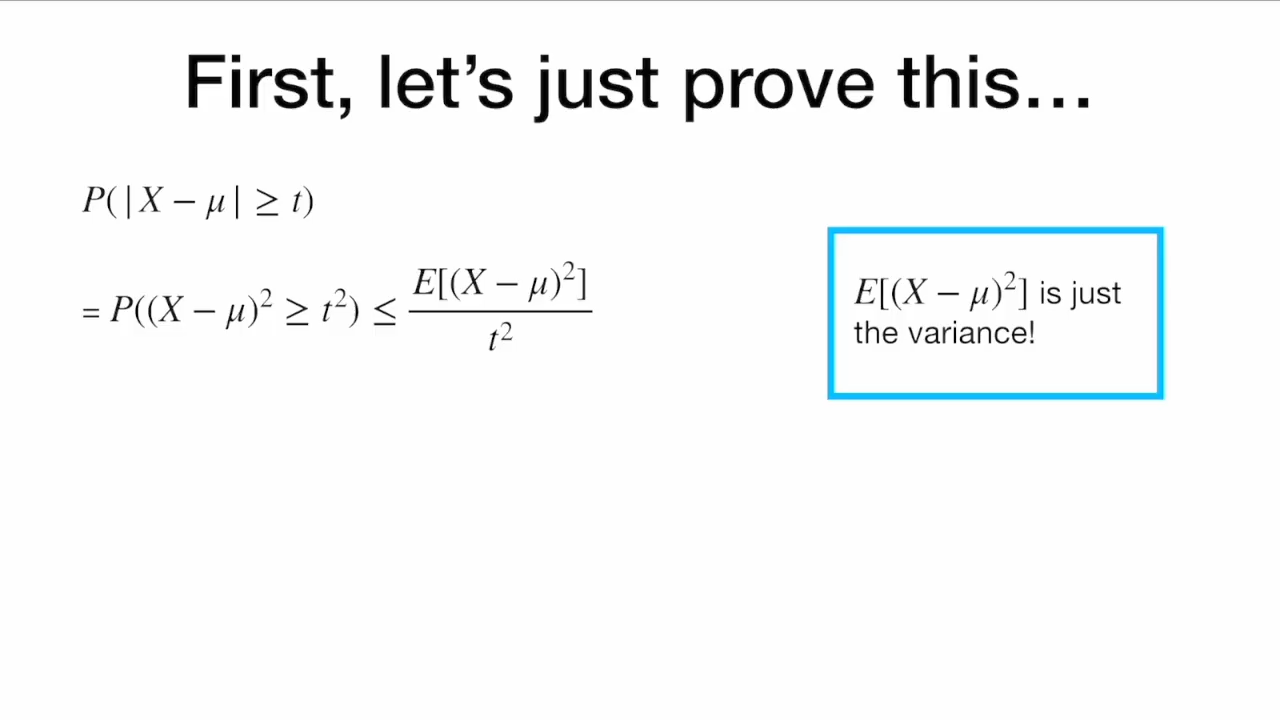 First, let's just prove this…
P(|X − μ| ≥ t)
= P((X − μ)² ≥ t²) ≤ E[(X − μ)²] / t²
E[(X − μ)²] is just
the variance!